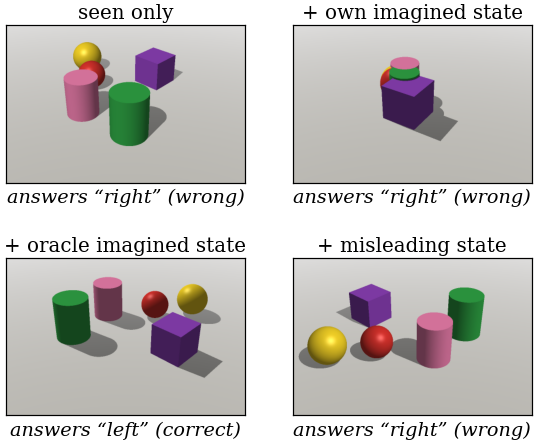 seen only
+ own imagined state
answers “right” (wrong)
answers “right” (wrong)
+ oracle imagined state
+ misleading state
answers “left” (correct)
answers “right” (wrong)